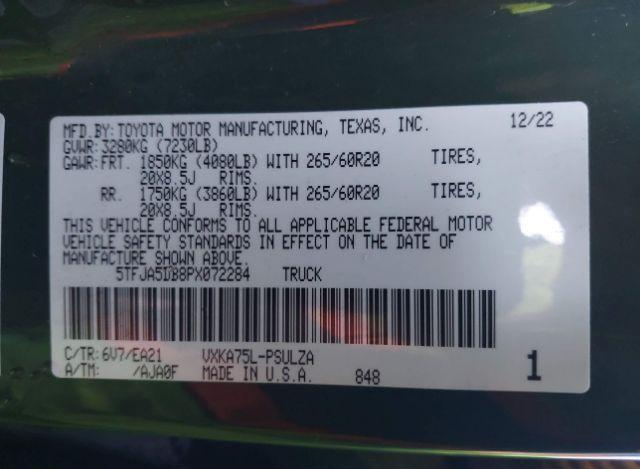 MFD.BY:TOYOTA MOTOR MANUFACTURING, TEXAS, INC. 12/22
GVWR:3280KG (7230LB)
GAWR:FRT. 1850KG (4080LB) WITH 265/60R20 TIRES,
20X8.5J RIMS.
RR. 1750KG (3860LB) WITH 265/60R20 TIRES,
20X8.5J RIMS.
THIS VEHICLE CONFORMS TO ALL APPLICABLE FEDERAL MOTOR
VEHICLE SAFETY STANDARDS IN EFFECT ON THE DATE OF
MANUFACTURE SHOWN ABOVE.
5TFJA5DB8PX072284 TRUCK
C/TR:6V7/EA21 VXKA75L-PSULZA
A/TM: /AJA0F MADE IN U.S.A. 848 1